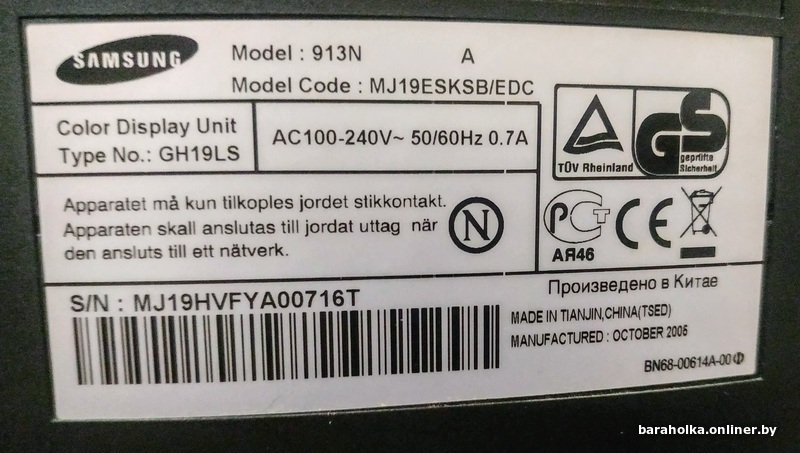 SAMSUNG
Model : 913N A
Model Code : MJ19ESKSB/EDC
Color Display Unit
Type No.: GH19LS
AC100-240V~ 50/60Hz 0.7A
TÜV Rheinland
GS
geprüfte
Sicherheit
Apparatet må kun tilkoples jordet stikkontakt.
Apparaten skall anslutas till jordat uttag när
den ansluts till ett nätverk.
N
РСТ
CE
АЯ46
S/N : MJ19HVFYA00716T
Произведено в Китае
MADE IN TIANJIN,CHINA(TSED)
MANUFACTURED : OCTOBER 2005
BN68-00614A-00
baraholka.onliner.by